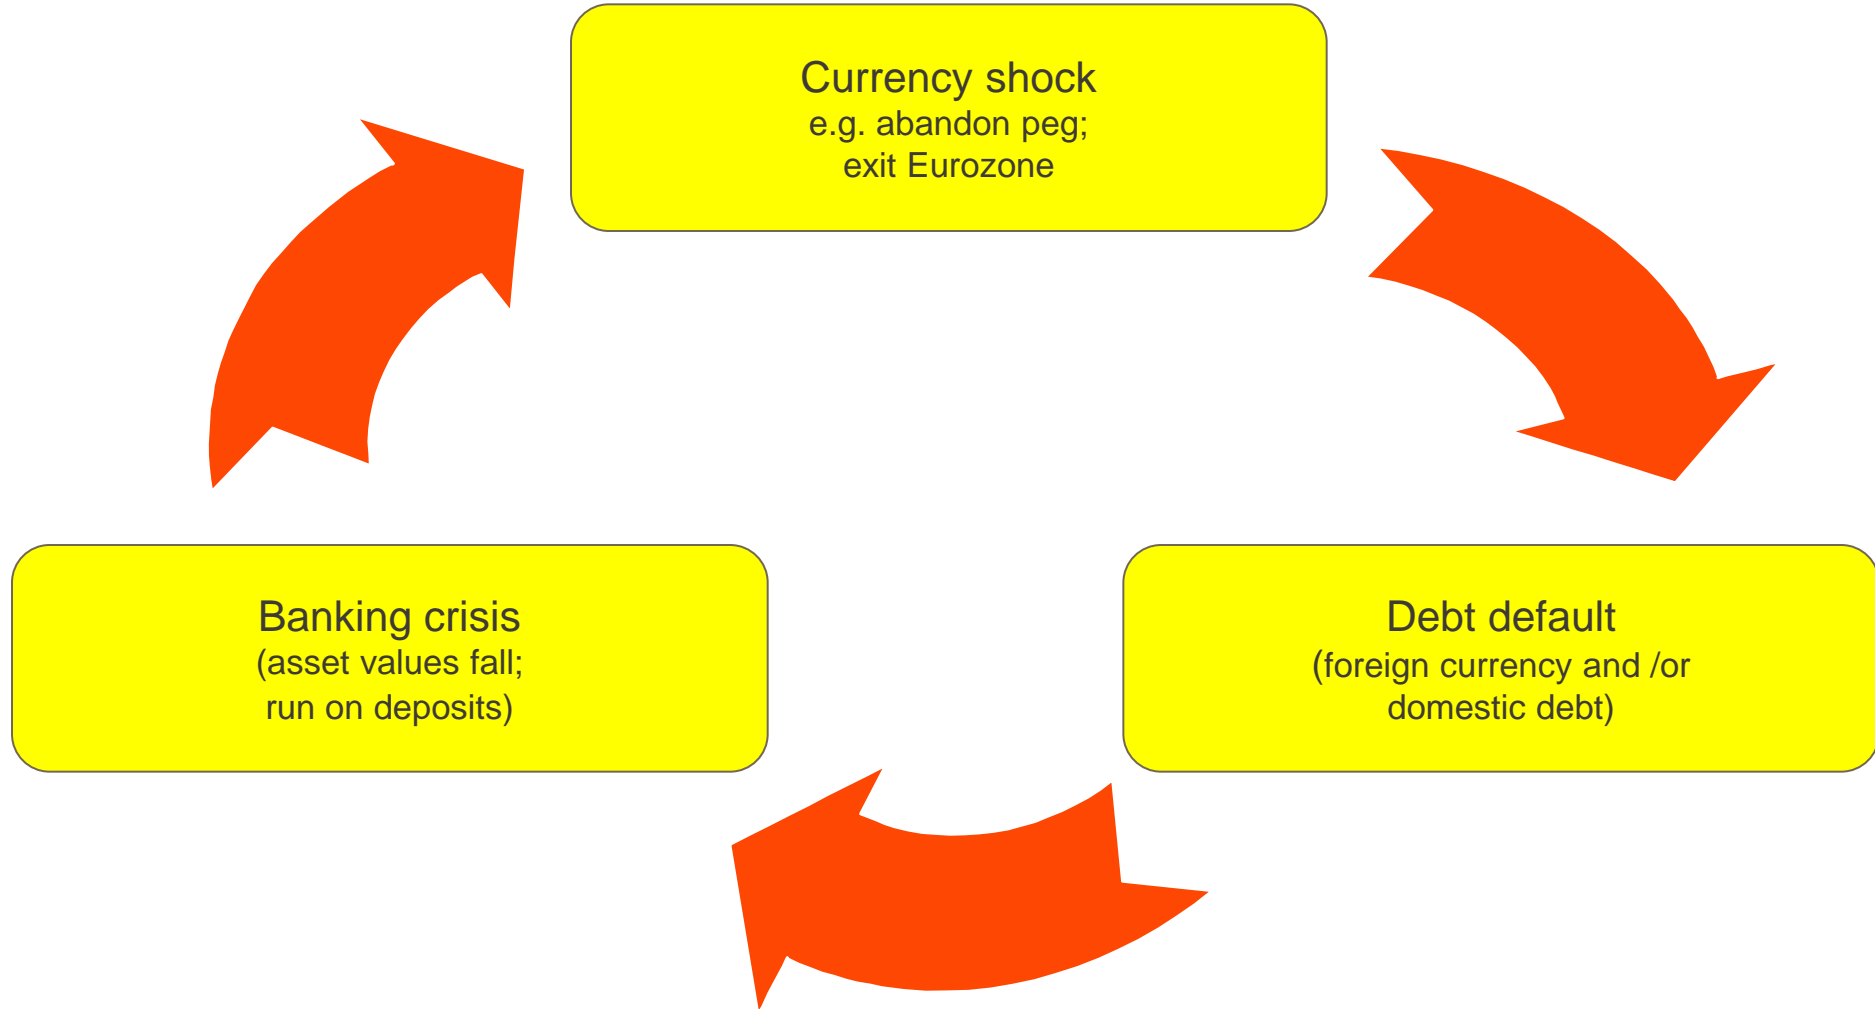 Currency shock
e.g. abandon peg;
exit Eurozone
Banking crisis
(asset values fall;
run on deposits)
Debt default
(foreign currency and /or
domestic debt)